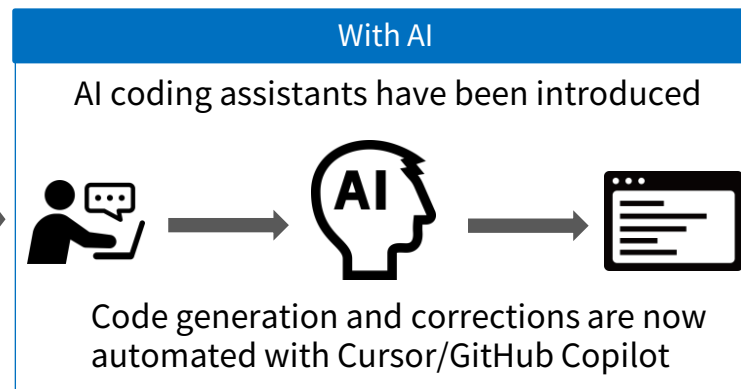 With AI
AI coding assistants have been introduced
AI
Code generation and corrections are now
automated with Cursor/GitHub Copilot